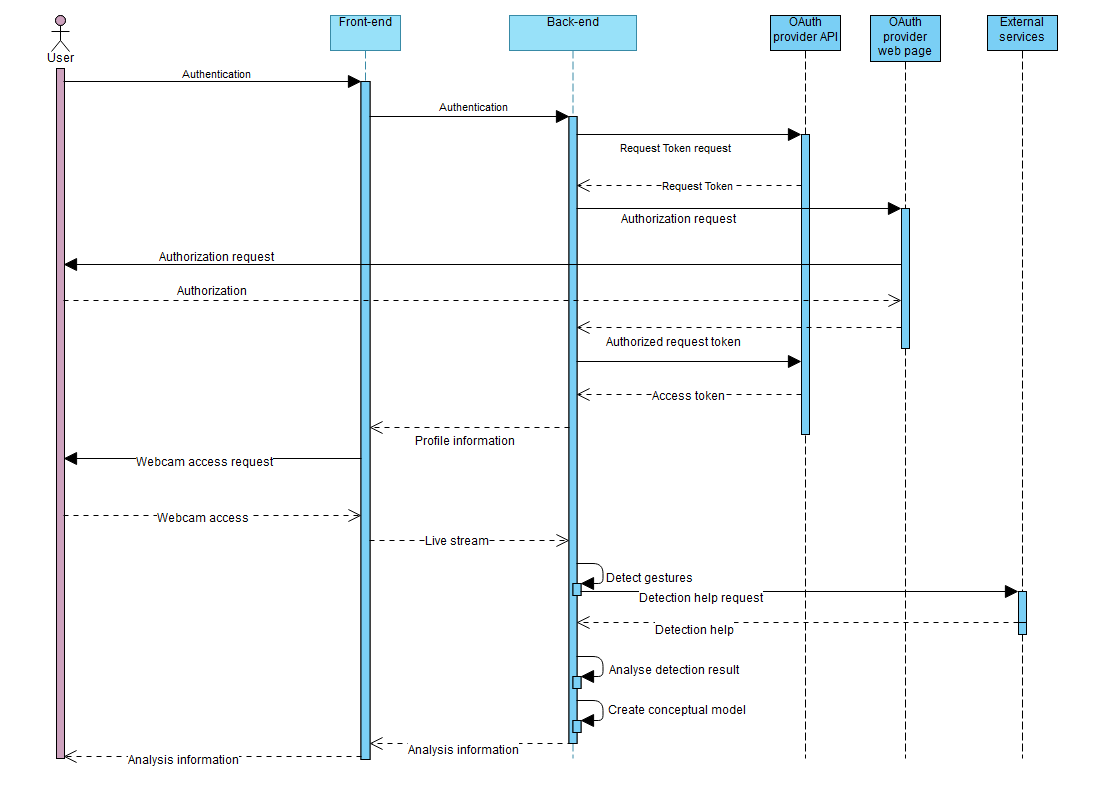 User
Front-end
Back-end
OAuth
provider API
OAuth
provider
web page
External
services
Authentication
Authentication
Request Token request
Request Token
Authorization request
Authorization request
Authorization
Authorized request token
Access token
Profile information
Webcam access request
Webcam access
Live stream
Detect gestures
Detection help request
Detection help
Analyse detection result
Create conceptual model
Analysis information
Analysis information